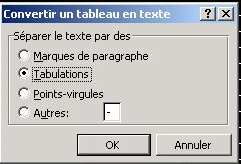 Convertir un tableau en texte
Séparer le texte par des
Marques de paragraphe
Tabulations
Points-virgules
Autres: -
OK Annuler